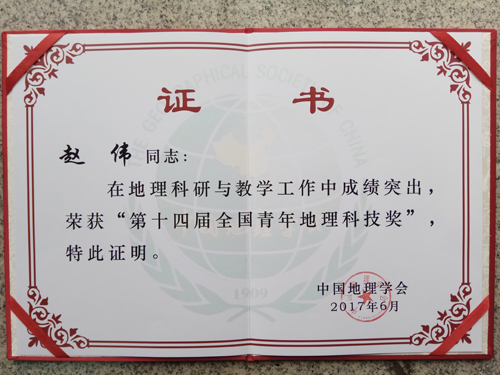 证 书
THE GEOGRAPHICAL SOCIETY OF CHINA
赵 伟 同志:
在地理科研与教学工作中成绩突出,
荣获“第十四届全国青年地理科技奖”,
特此证明。
1909
中国地理学会
2017年6月